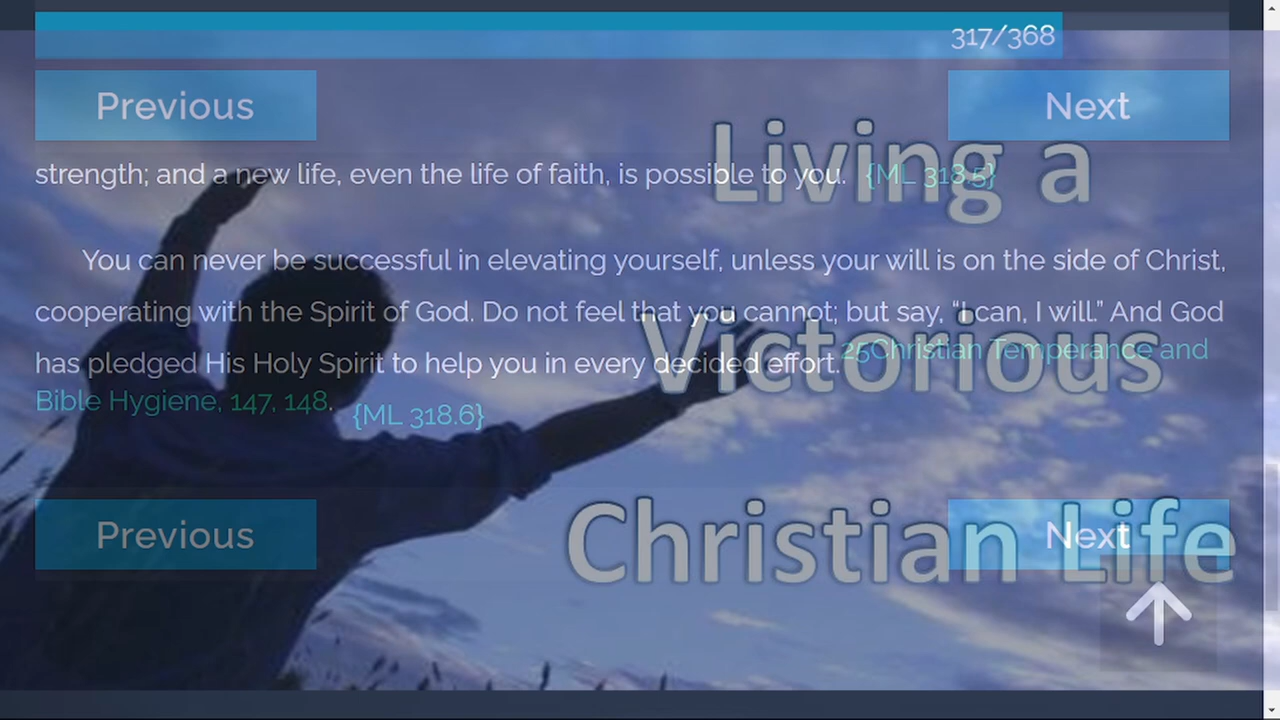 317/368
Previous
Next
Living a
strength; and a new life, even the life of faith, is possible to you. {ML 318.5}
You can never be successful in elevating yourself, unless your will is on the side of Christ,
cooperating with the Spirit of God. Do not feel that you cannot; but say, “I can, I will.” And God
Victorious
has pledged His Holy Spirit to help you in every decided effort. 25Christian Temperance and
Bible Hygiene, 147, 148. {ML 318.6}
Previous
Next
Christian Life